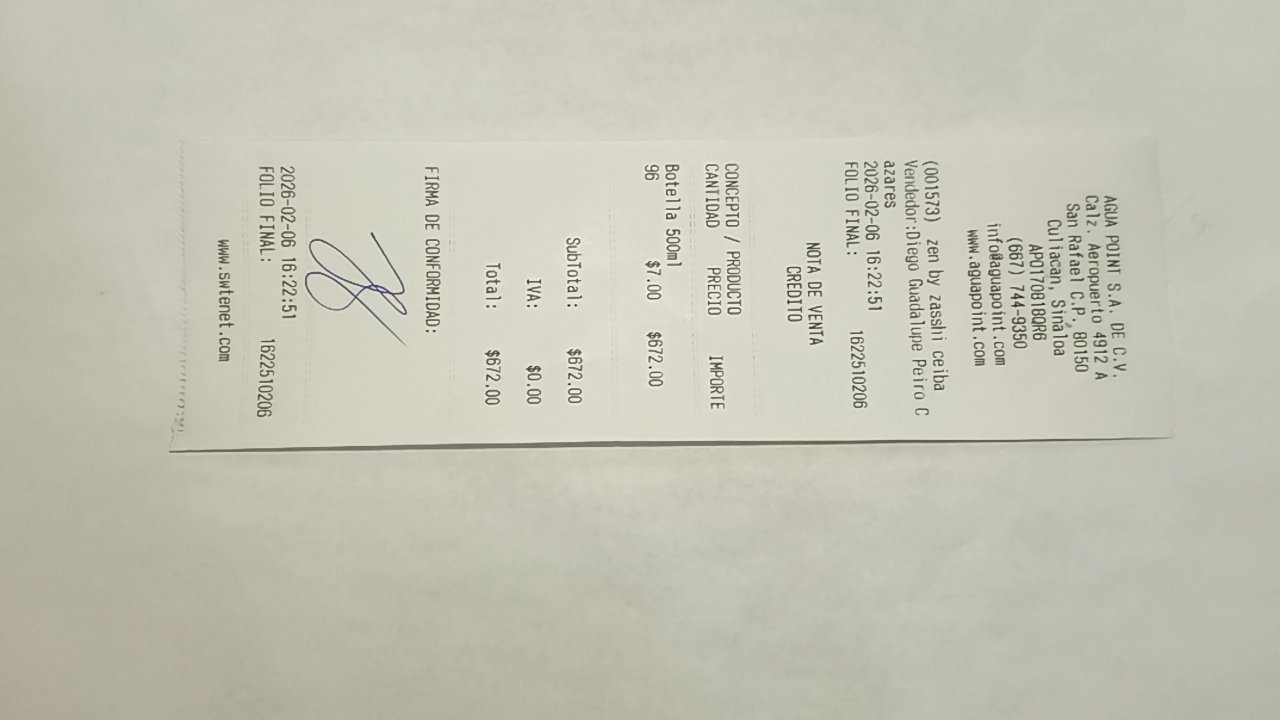 AGUA POINT S.A. DE C.V.
Calz. Aeropuerto 4912 A
San Rafael C.P. 80150
Culiacan, Sinaloa
APO170818QR6
(667) 744-9350
info@aguapoint.com
www.aguapoint.com
(001573) zen by zasshi ceiba
Vendedor:Diego Guadalupe Peiro C
azares
2026-02-06 16:22:51
FOLIO FINAL: 1622510206
NOTA DE VENTA
CREDITO
CONCEPTO / PRODUCTO
CANTIDAD PRECIO IMPORTE
Botella 500ml
96 $7.00 $672.00
SubTotal: $672.00
IVA: $0.00
Total: $672.00
FIRMA DE CONFORMIDAD:
2026-02-06 16:22:51
FOLIO FINAL: 1622510206
www.swtenet.com